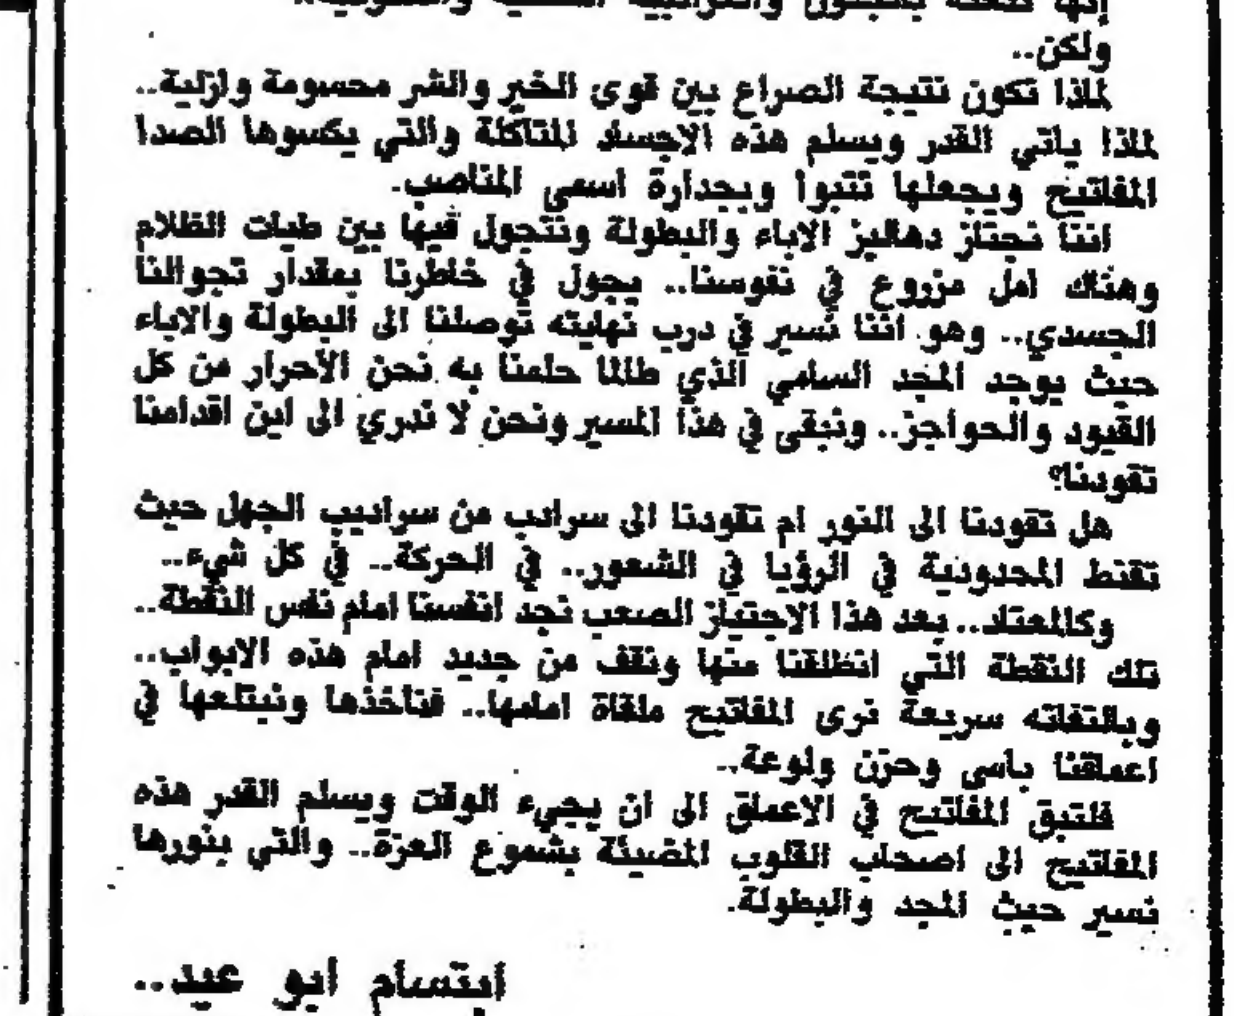 إنها
ولكن..
لماذا تكون نتيجة الصراع بين قوى الخير والشر محسومة وازلية..
لماذا ياتي القدر ويسلم هذه الاجساد المتاكلة والتي يكسوها الصدا
المفاتيح ويجعلها تتبوا وبجدارة اسمى المناصب.
اننا نجتاز دهاليز الاباء والبطولة ونتجول فيها بين طيات الظلام
وهناك امل مزروع في نفوسنا.. يجول في خاطرنا بمقدار تجوالنا
الجسدي.. وهو اننا نسير في درب نهايته توصلنا الى البطولة والاباء
حيث يوجد المجد السامي الذي طالما حلمنا به نحن الأحرار من كل
القيود والحواجز.. ونبقى في هذا المسير ونحن لا ندري الى اين اقدامنا
تقودنا؟
هل تقودنا الى النور ام تقودنا الى سراب من سراديب الجهل حيث
تقنط المحدودية في الرؤيا في الشعور.. في الحركة.. في كل شيء..
وكالمعتاد.. بعد هذا الاجتياز الصعب نجد انفسنا امام نفس النقطة..
تلك النقطة التي انطلقنا منها ونقف من جديد امام هذه الابواب..
وبالتفاته سريعة نرى المفاتيح ملقاة امامها.. فناخذها ونبتلعها في
اعماقنا باسى وحزن ولوعة..
فلتبق المفاتيح في الاعماق الى ان يجيء الوقت ويسلم القدر هذه
المفاتيح الى اصحاب القلوب المضيئة بشموع العزة.. والتي بنورها
نسير حيث المجد والبطولة.
ابتسام ابو عيد..